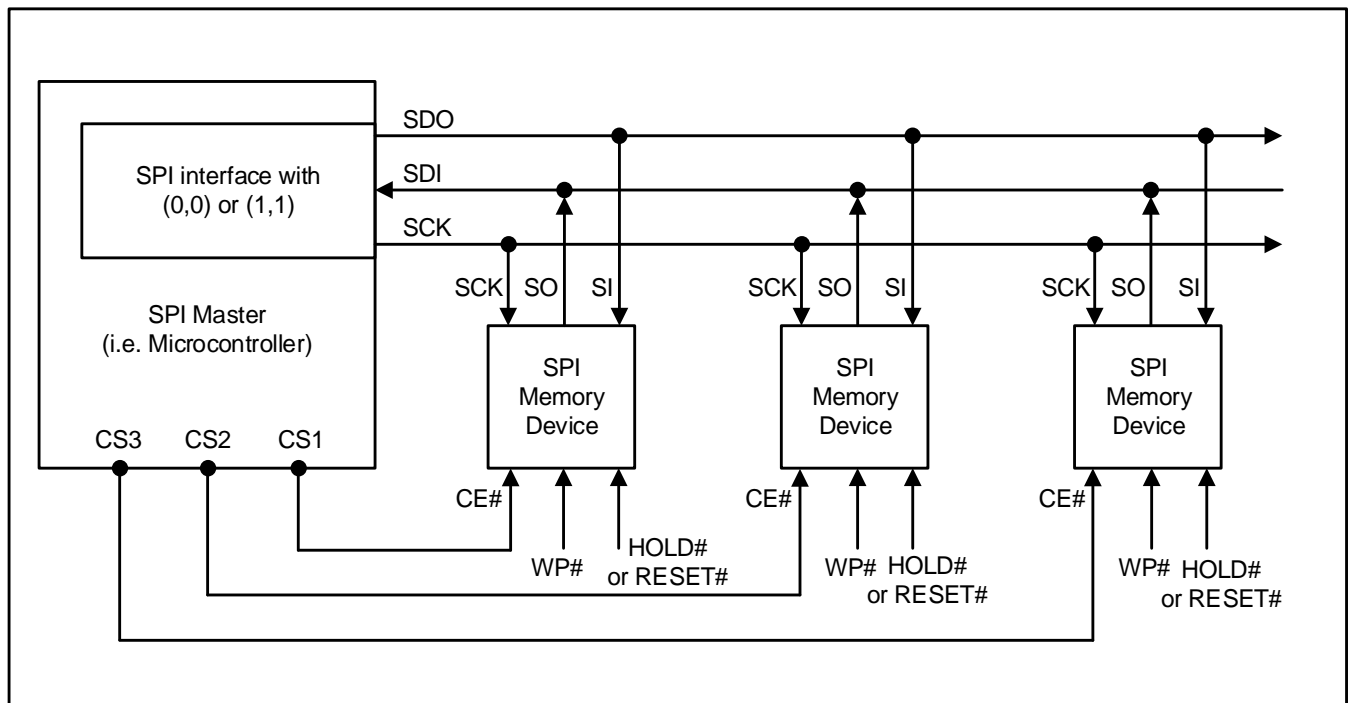 SDO
SPI interface with
(0,0) or (1,1)
SDI
SCK
SPI Master
(i.e. Microcontroller)
SCK SO SI
SCK SO SI
SCK SO SI
SPI
Memory
Device
SPI
Memory
Device
SPI
Memory
Device
CS3 CS2 CS1
CE#
WP#
HOLD#
or RESET#
CE#
WP#
HOLD#
or RESET#
CE#
WP#
HOLD#
or RESET#